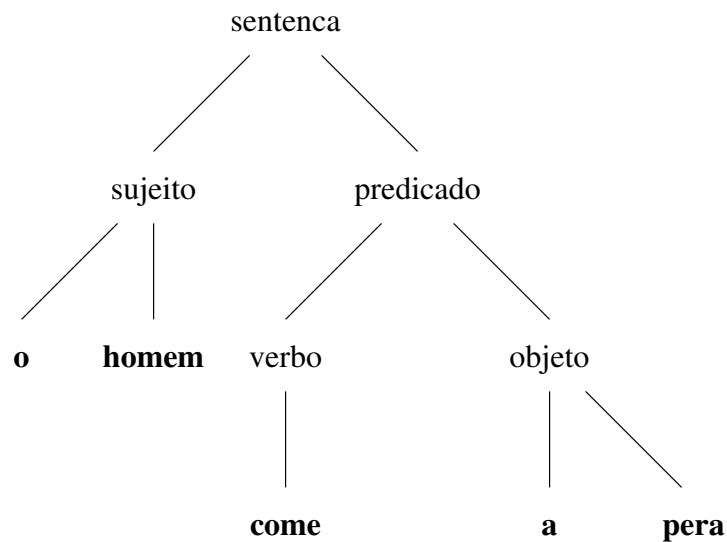 sentenca
sujeito predicado
o homem verbo objeto
come a pera